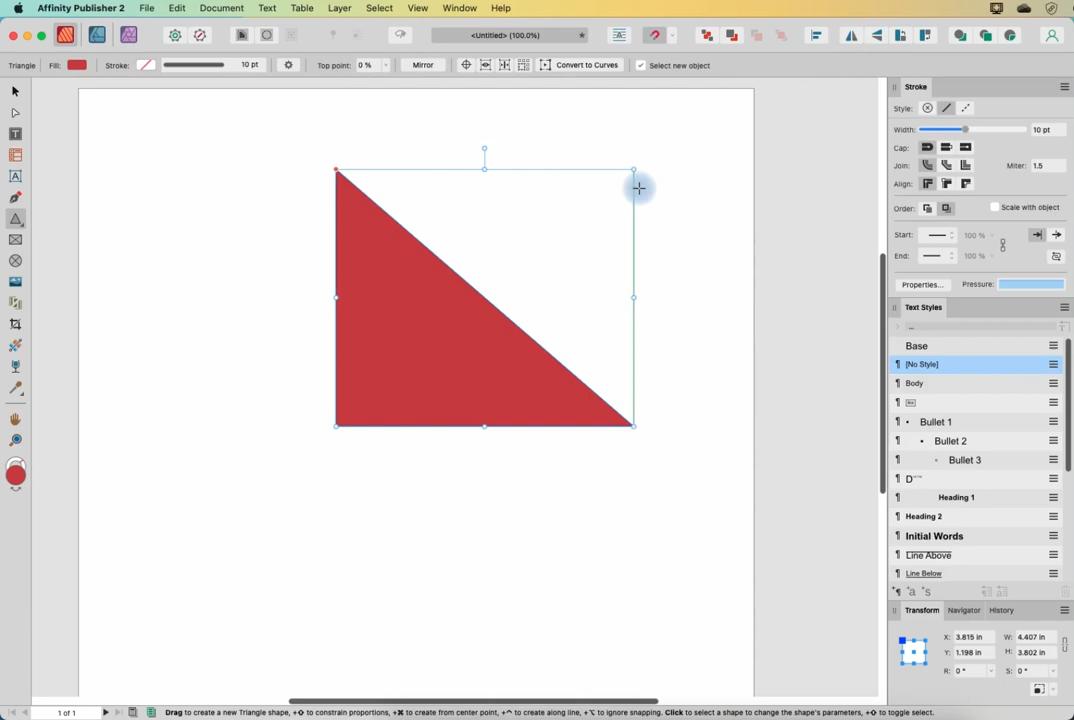 Affinity Publisher 2 File Edit Document Text Table Layer Select View Window Help
<Untitled> (100.0%)
Triangle Fill: Stroke: 10 pt Top point: 0 % Mirror Convert to Curves Select new object
Stroke
Style:
Width: 10 pt
Cap:
Join: Miter: 1.5
Align:
Order: Scale with object
Start: 100 %
End: 100 %
Properties... Pressure:
Text Styles
Base
[No Style]
Body
Bullet 1
Bullet 2
Bullet 3
Heading 1
Heading 2
Initial Words
Line Above
Line Below
Transform Navigator History
X: 3.815 in W: 4.407 in
Y: 1.198 in H: 3.802 in
R: 0 ° S: 0 °
1 of 1 Drag to create a new Triangle shape, +⇧ to constrain proportions, +⌘ to create from center point, +⌃ to create along line, +⌥ to ignore snapping. Click to select a shape to change the shape's parameters, +⇧ to toggle select.